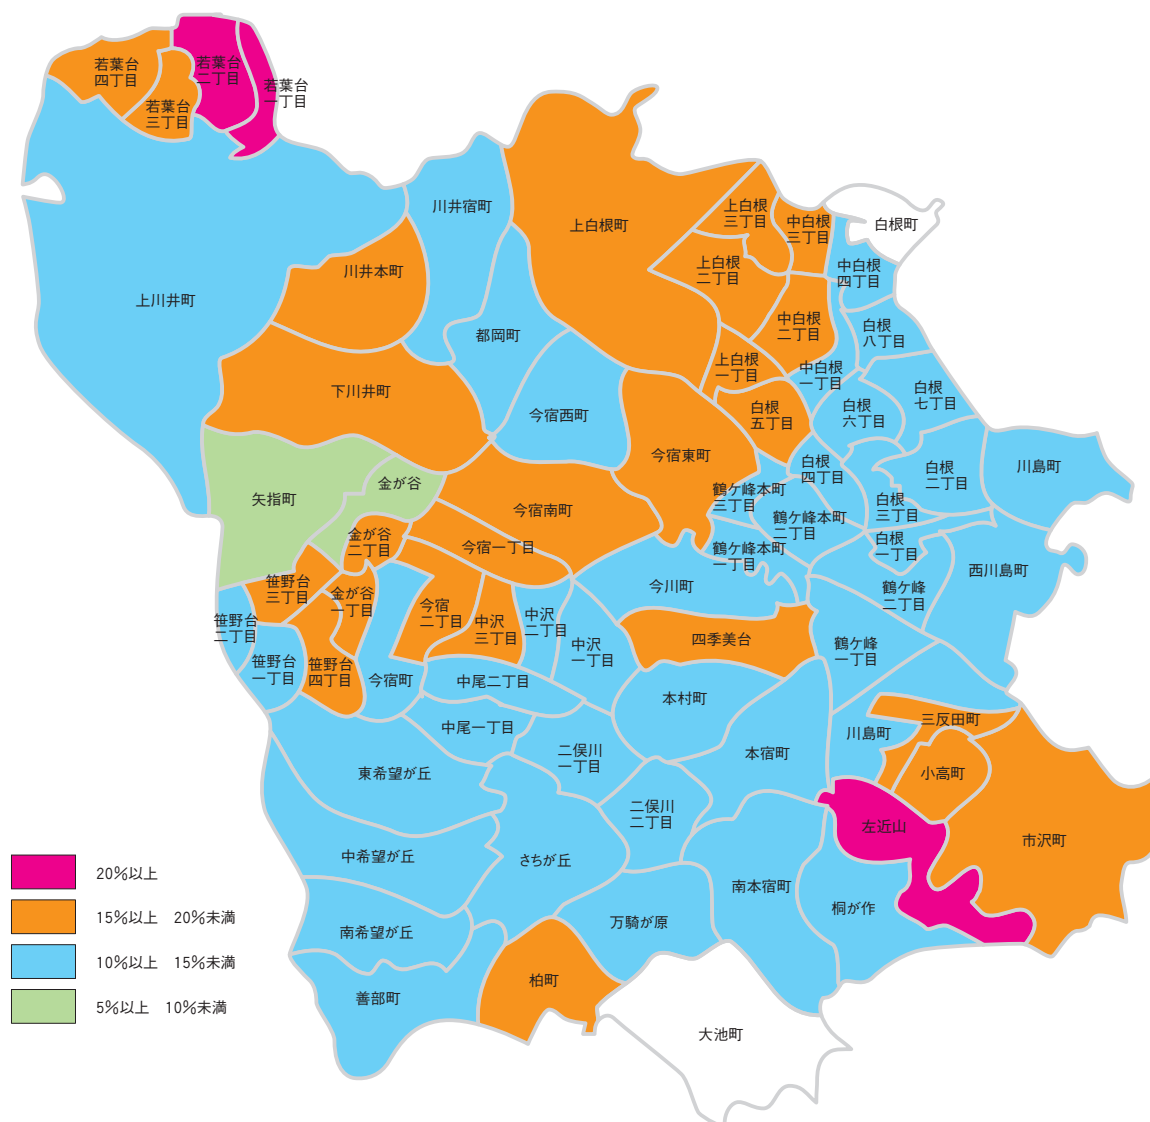 若葉台
四丁目
若葉台
三丁目
若葉台
二丁目
若葉台
一丁目
川井宿町
上白根町
上白根
三丁目
中白根
三丁目
白根町
上白根
二丁目
中白根
四丁目
川井本町
上川井町
都岡町
中白根
二丁目
白根
八丁目
上白根
一丁目
中白根
一丁目
下川井町
今宿西町
白根
五丁目
白根
六丁目
白根
七丁目
今宿東町
白根
四丁目
白根
二丁目
川島町
矢指町
金が谷
今宿南町
鶴ケ峰本町
三丁目
鶴ケ峰本町
二丁目
白根
三丁目
金が谷
二丁目
今宿一丁目
鶴ケ峰本町
一丁目
白根
一丁目
西川島町
笹野台
三丁目
金が谷
一丁目
今川町
鶴ケ峰
二丁目
笹野台
二丁目
今宿
二丁目
中沢
三丁目
中沢
二丁目
中沢
一丁目
四季美台
鶴ケ峰
一丁目
笹野台
一丁目
笹野台
四丁目
今宿町
中尾二丁目
本村町
中尾一丁目
二俣川
一丁目
本宿町
川島町
三反田町
東希望が丘
小高町
二俣川
二丁目
左近山
市沢町
中希望が丘
さちが丘
南本宿町
桐が作
南希望が丘
万騎が原
善部町
柏町
大池町
20%以上
15%以上 20%未満
10%以上 15%未満
5%以上 10%未満